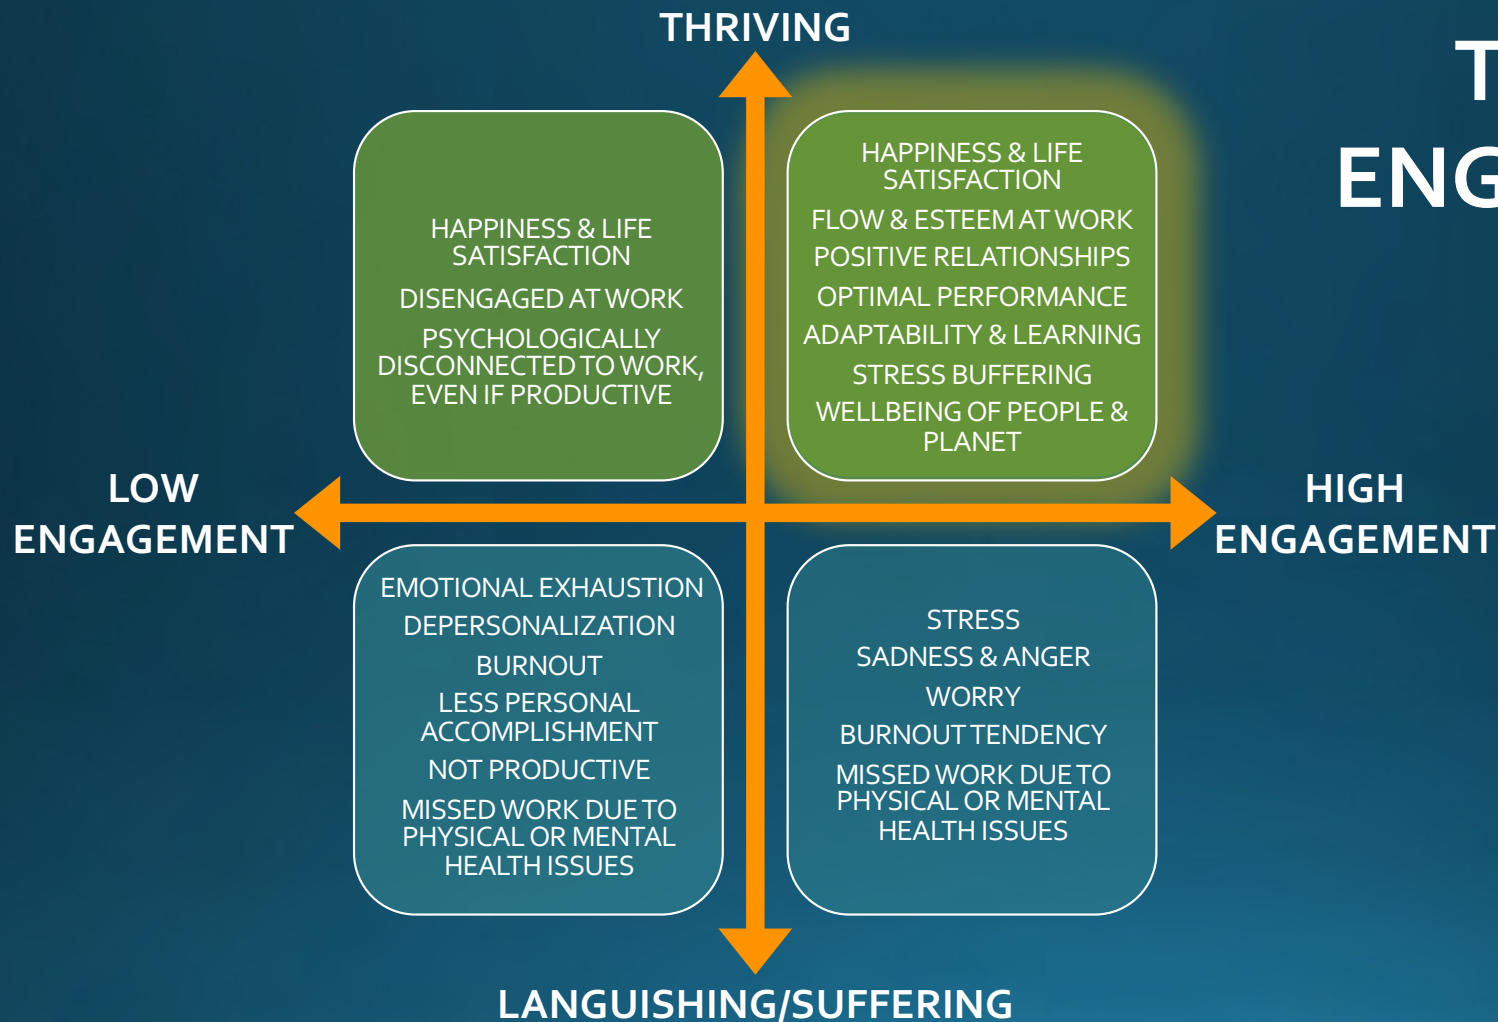 THRIVING
HAPPINESS & LIFE
SATISFACTION
DISENGAGED AT WORK
PSYCHOLOGICALLY
DISCONNECTED TO WORK,
EVEN IF PRODUCTIVE
HAPPINESS & LIFE
SATISFACTION
FLOW & ESTEEM AT WORK
POSITIVE RELATIONSHIPS
OPTIMAL PERFORMANCE
ADAPTABILITY & LEARNING
STRESS BUFFERING
WELLBEING OF PEOPLE &
PLANET
LOW
ENGAGEMENT
HIGH
ENGAGEMENT
EMOTIONAL EXHAUSTION
DEPERSONALIZATION
BURNOUT
LESS PERSONAL
ACCOMPLISHMENT
NOT PRODUCTIVE
MISSED WORK DUE TO
PHYSICAL OR MENTAL
HEALTH ISSUES
STRESS
SADNESS & ANGER
WORRY
BURNOUT TENDENCY
MISSED WORK DUE TO
PHYSICAL OR MENTAL
HEALTH ISSUES
LANGUISHING/SUFFERING